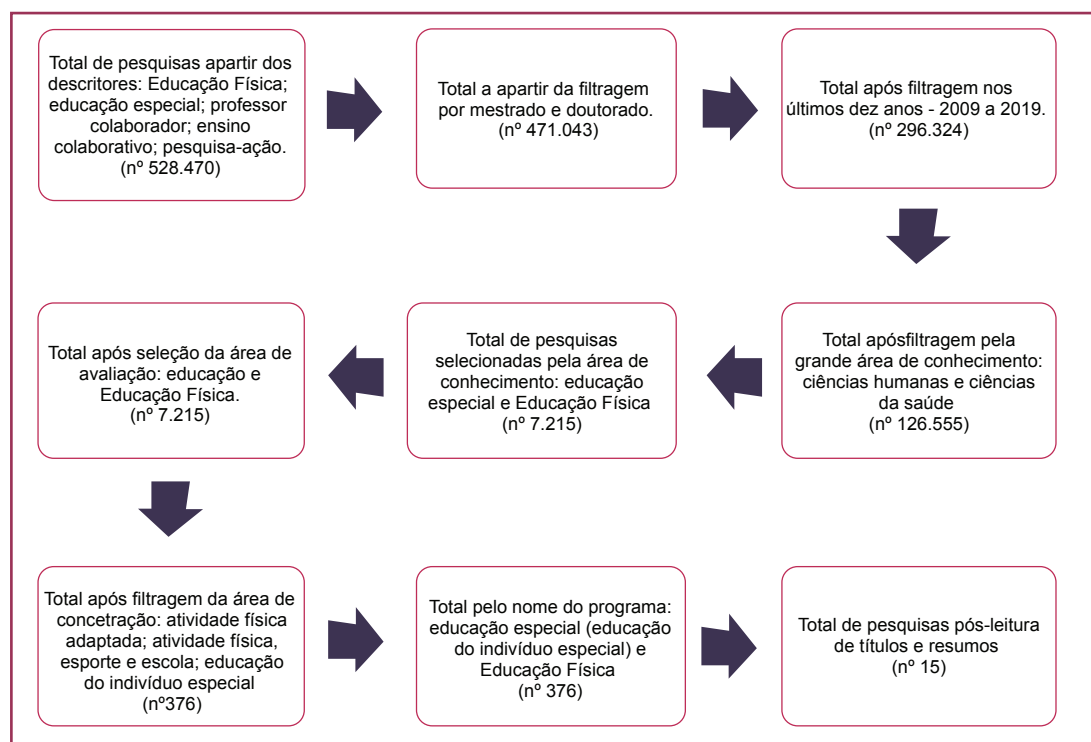 Total de pesquisas apartir dos
descritores: Educação Física;
educação especial; professor
colaborador; ensino
colaborativo; pesquisa-ação.
(nº 528.470)
Total a apartir da filtragem
por mestrado e doutorado.
(nº 471.043)
Total após filtragem nos
últimos dez anos - 2009 a 2019.
(nº 296.324)
Total apósfiltragem pela
grande área de conhecimento:
ciências humanas e ciências
da saúde
(nº 126.555)
Total de pesquisas
selecionadas pela área de
conhecimento: educação
especial e Educação Física
(nº 7.215)
Total após seleção da área de
avaliação: educação e
Educação Física.
(nº 7.215)
Total após filtragem da área de
concetração: atividade física
adaptada; atividade física,
esporte e escola; educação
do indivíduo especial
(nº376)
Total pelo nome do programa:
educação especial (educação
do indivíduo especial) e
Educação Física
(nº 376)
Total de pesquisas pós-leitura
de títulos e resumos
(nº 15)